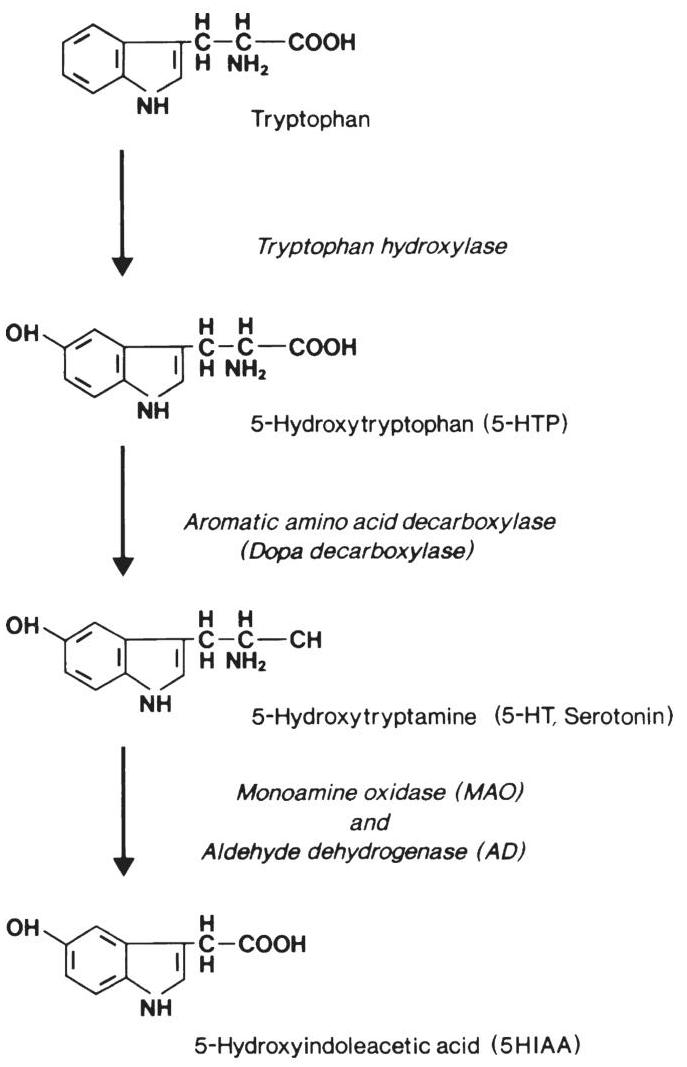 H H
C–C—COOH
H NH₂
NH
Tryptophan
Tryptophan hydroxylase
OH
H H
C–C—COOH
H NH₂
NH
5-Hydroxytryptophan (5-HTP)
Aromatic amino acid decarboxylase
(Dopa decarboxylase)
OH
H H
C–C—CH
H NH₂
NH
5-Hydroxytryptamine (5-HT, Serotonin)
Monoamine oxidase (MAO)
and
Aldehyde dehydrogenase (AD)
OH
H
C–COOH
H
NH
5-Hydroxyindoleacetic acid (5HIAA)